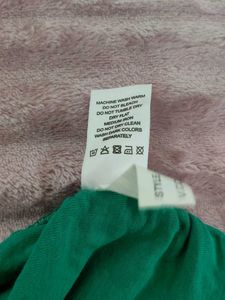 MACHINE WASH WARM
DO NOT BLEACH
DO NOT TUMBLE DRY
DRY FLAT
MEDIUM IRON
DO NOT DRY CLEAN
WASH DARK COLORS
SEPARATELY
STYLE